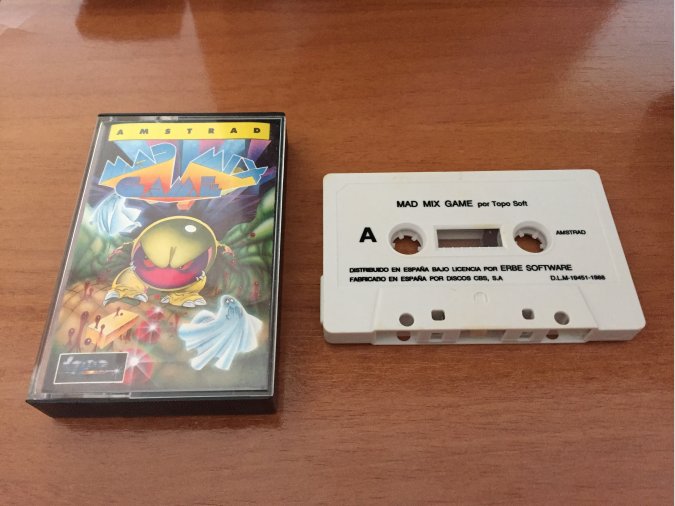 AMSTRAD
MAD MIX
GAME
MAD MIX GAME por Topo Soft
A
AMSTRAD
DISTRIBUIDO EN ESPAÑA BAJO LICENCIA POR ERBE SOFTWARE
FABRICADO EN ESPAÑA POR DISCOS CBS, S.A
D.L.M-19451-1988